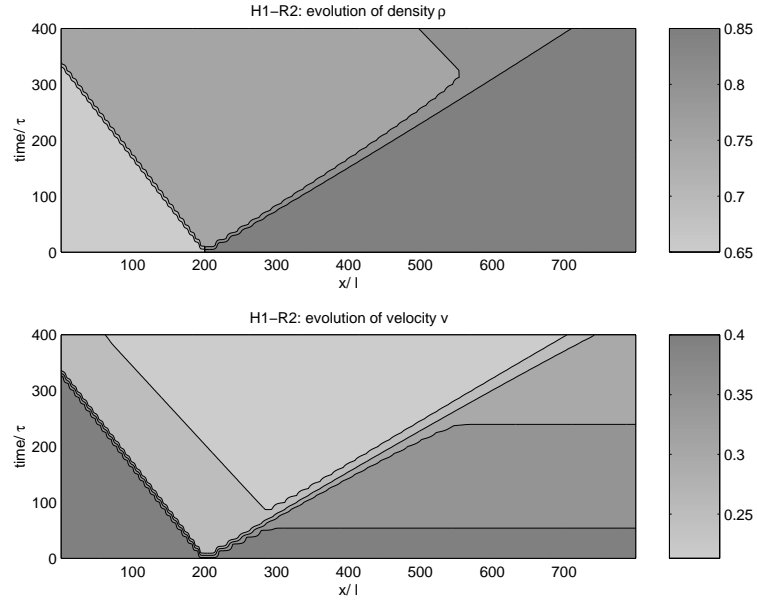 H1−R2: evolution of density ρ
400
300
200
100
0
time/ τ
100 200 300 400 500 600 700
x/ l
0.85
0.8
0.75
0.7
0.65
H1−R2: evolution of velocity v
400
300
200
100
0
time/ τ
100 200 300 400 500 600 700
x/ l
0.4
0.35
0.3
0.25